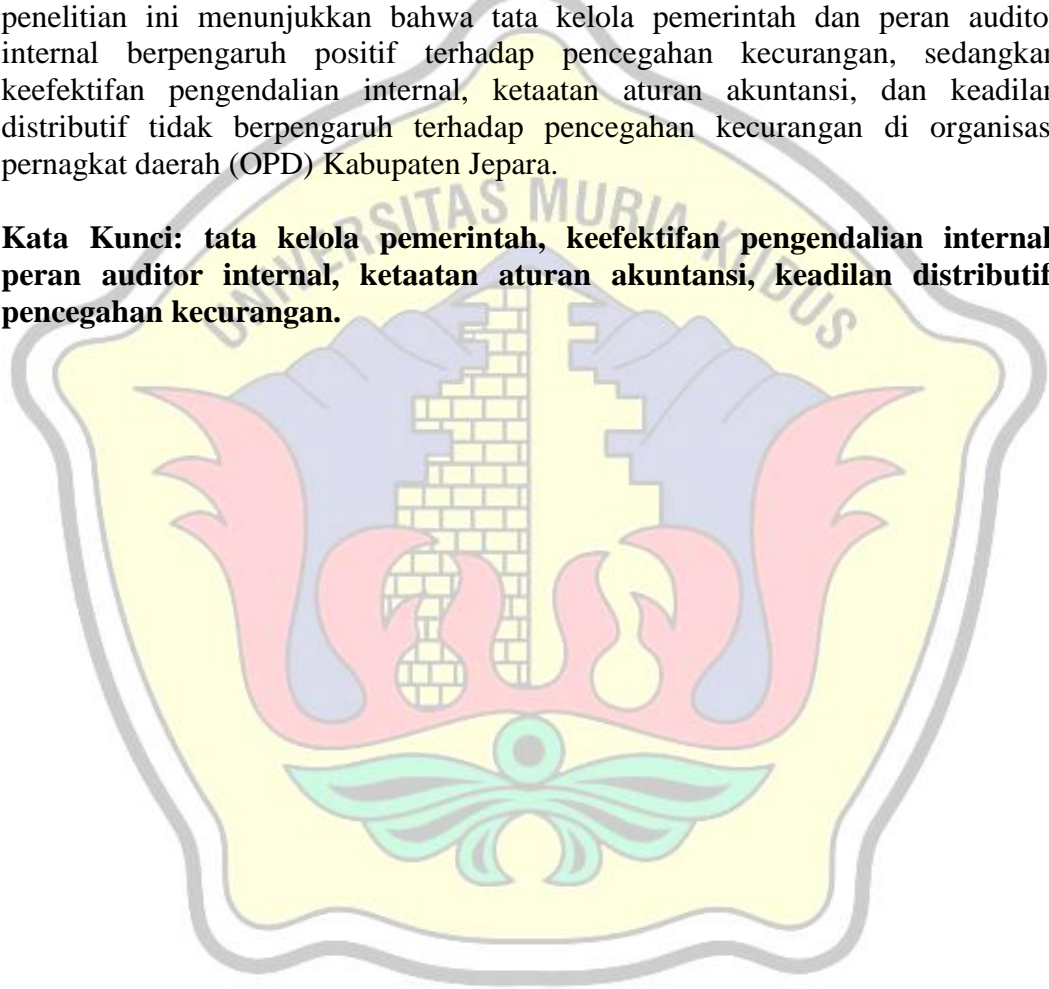 penelitian ini menunjukkan bahwa tata kelola pemerintah dan peran audito
internal berpengaruh positif terhadap pencegahan kecurangan, sedangkan
keefektifan pengendalian internal, ketaatan aturan akuntansi, dan keadilan
distributif tidak berpengaruh terhadap pencegahan kecurangan di organisas
pernagkat daerah (OPD) Kabupaten Jepara.
Kata Kunci: tata kelola pemerintah, keefektifan pengendalian internal
peran auditor internal, ketaatan aturan akuntansi, keadilan distributif
pencegahan kecurangan.
UNIVERSITAS MURIA KUDUS